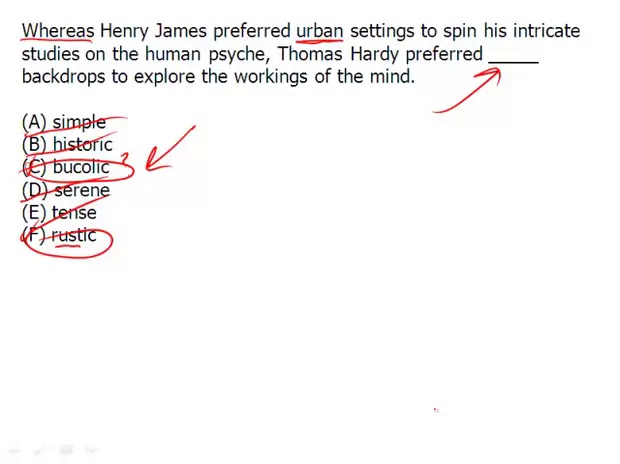 Whereas Henry James preferred urban settings to spin his intricate
studies on the human psyche, Thomas Hardy preferred _____
backdrops to explore the workings of the mind.
(A) simple
(B) historic
(C) bucolic ?
(D) serene
(E) tense
(F) rustic